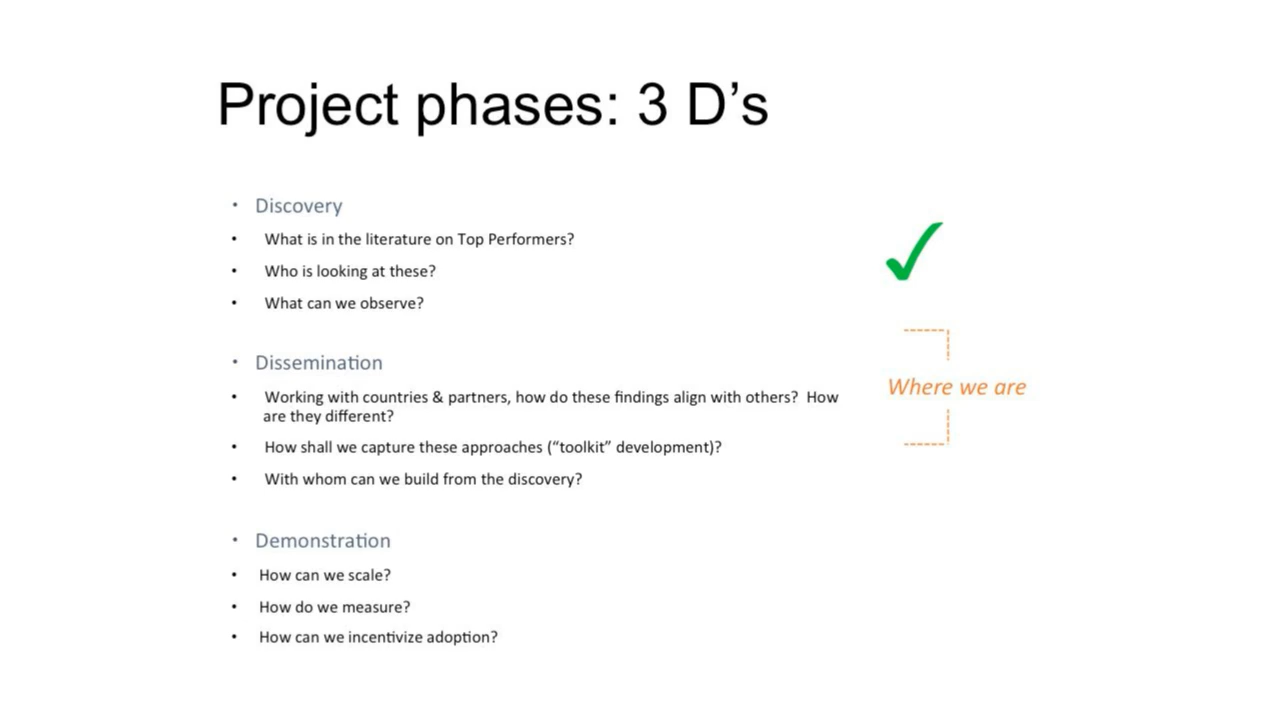 Project phases: 3 D’s
• Discovery
• What is in the literature on Top Performers?
• Who is looking at these?
• What can we observe?
• Dissemination
• Working with countries & partners, how do these findings align with others?  How
are they different?
• How shall we capture these approaches (“toolkit” development)?
• With whom can we build from the discovery?
• Demonstration
• How can we scale?
• How do we measure?
• How can we incentivize adoption?
Where we are